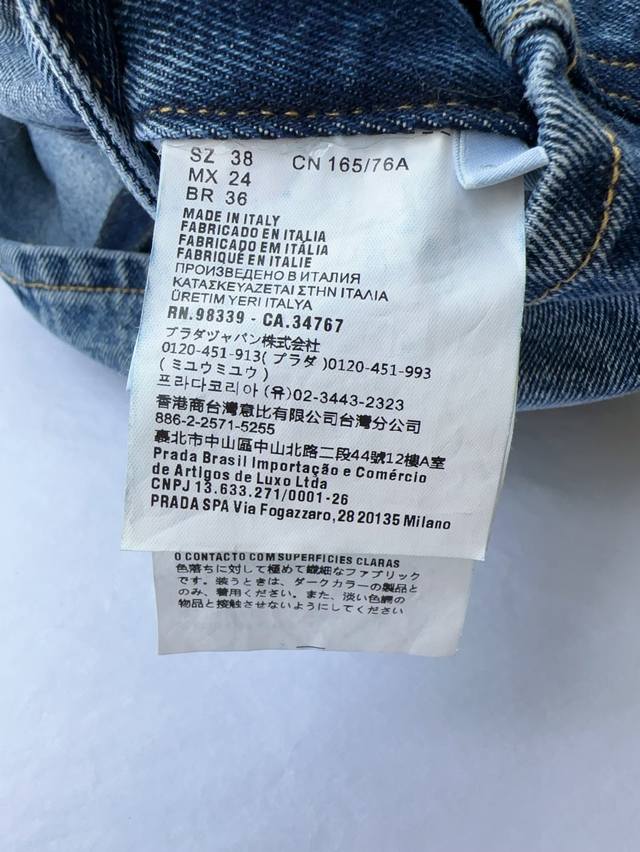 SZ 38 CN 165/76A
MX 24
BR 36
MADE IN ITALY
FABRICADO EN ITALIA
FABRICADO EM ITÁLIA
FABRIQUÉ EN ITALIE
ПРОИЗВЕДЕНО В ИТАЛИЯ
ΚΑΤΑΣΚΕΥΑΖΕΤΑΙ ΣΤΗΝ ΙΤΑΛΙΑ
ÜRETIM YERI ITALYA
RN.98339 - CA.34767
プラダジャパン株式会社
0120-451-913(プラダ)0120-451-993
(ミユウミユウ)
프라다코리아(유)02-3443-2323
香港商台灣意比有限公司台灣分公司
886-2-2571-5255
臺北市中山區中山北路二段44號12樓A室
Prada Brasil Importação e Comércio
de Artigos de Luxo Ltda
CNPJ 13.633.271/0001-26
PRADA SPA Via Fogazzaro, 28 20135 Milano
O CONTACTO COM SUPERFÍCIES CLARAS
色落ちに対して極めて繊細なファブリック
です。装うときは、ダークカラーの製品と
のみ、着用ください。また、淡い色調の
物品と接触させないようにしてください